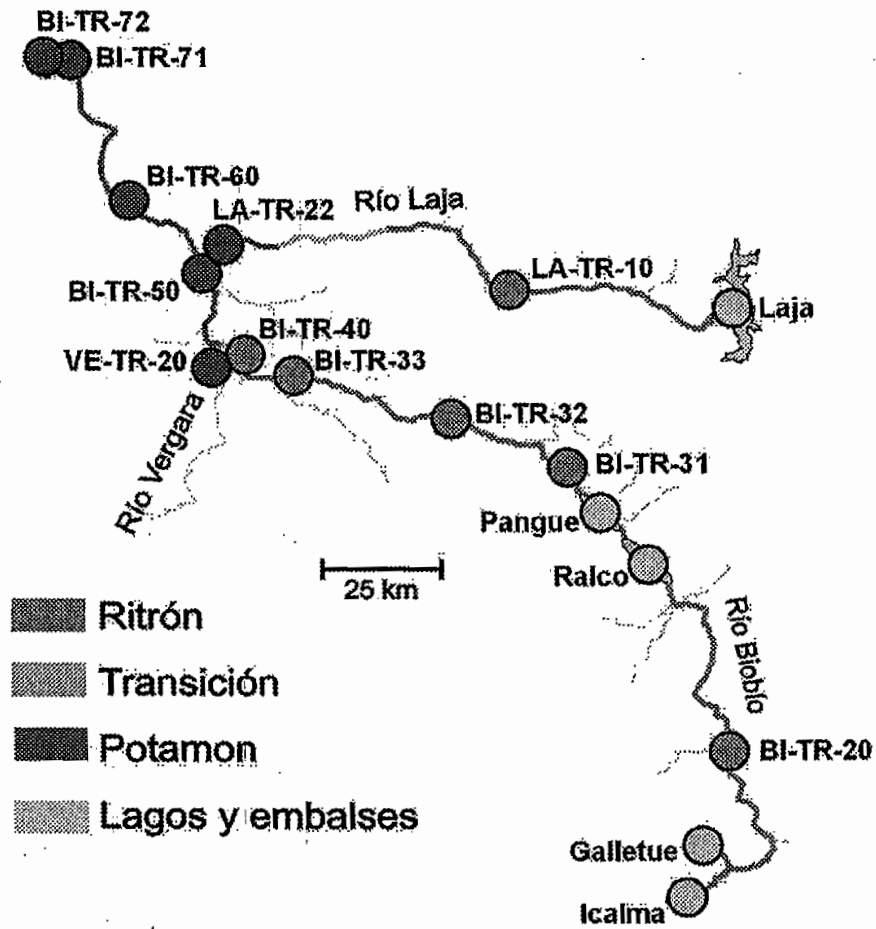 BI-TR-72
BI-TR-71
BI-TR-60
LA-TR-22
Río Laja
LA-TR-10
BI-TR-50
Laja
BI-TR-40
VE-TR-20
BI-TR-33
BI-TR-32
Río Vergara
BI-TR-31
Pangue
Ralco
25 km
Río Biobío
Ritrón
Transición
Potamon
BI-TR-20
Lagos y embalses
Galletue
Icalma